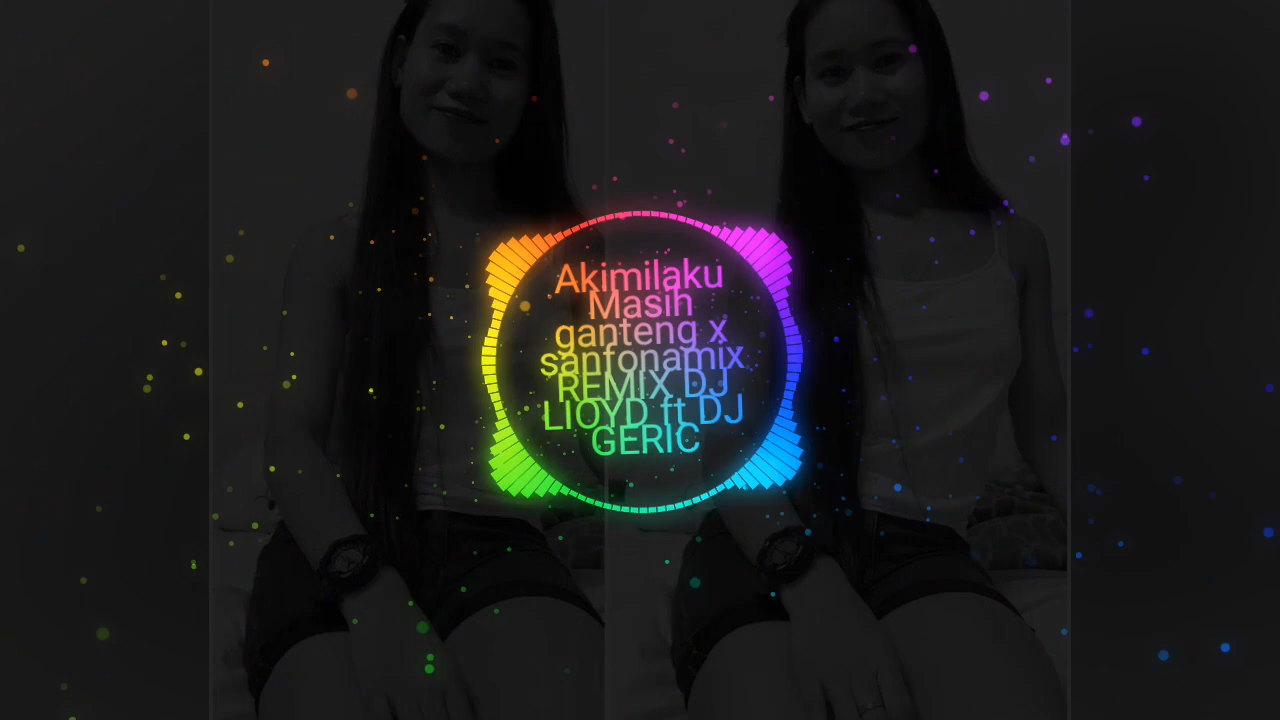 Akimilaku
Masih
ganteng x
sanfonamix
REMIX DJ
LIOYD ft DJ
GERIC